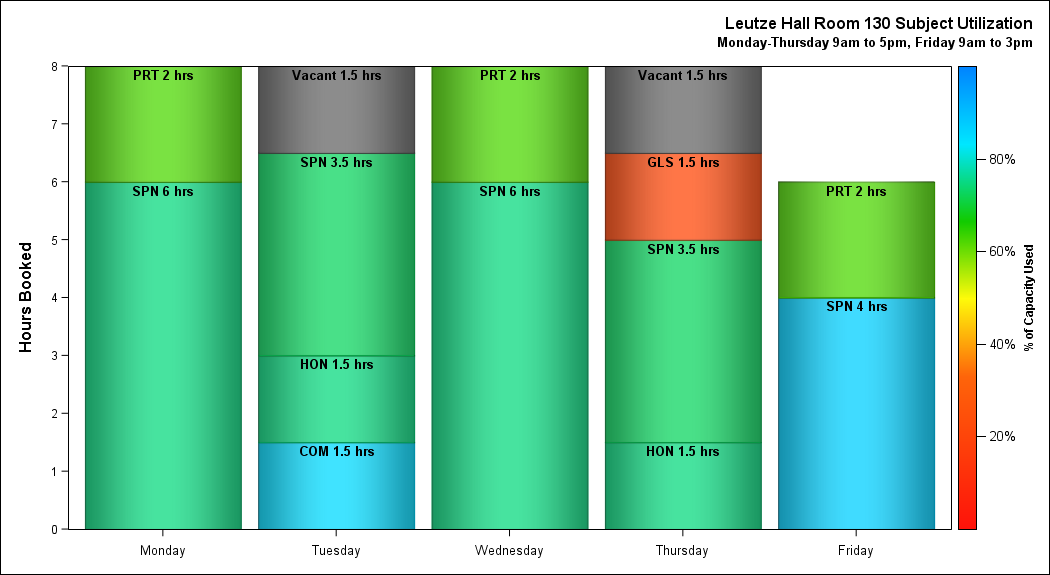 Leutze Hall Room 130 Subject Utilization
Monday-Thursday 9am to 5pm, Friday 9am to 3pm
Hours Booked
8
7
6
5
4
3
2
1
0
PRT 2 hrs
SPN 6 hrs
Vacant 1.5 hrs
SPN 3.5 hrs
HON 1.5 hrs
COM 1.5 hrs
PRT 2 hrs
SPN 6 hrs
Vacant 1.5 hrs
GLS 1.5 hrs
SPN 3.5 hrs
HON 1.5 hrs
PRT 2 hrs
SPN 4 hrs
Monday
Tuesday
Wednesday
Thursday
Friday
80%
60%
40%
20%
% of Capacity Used